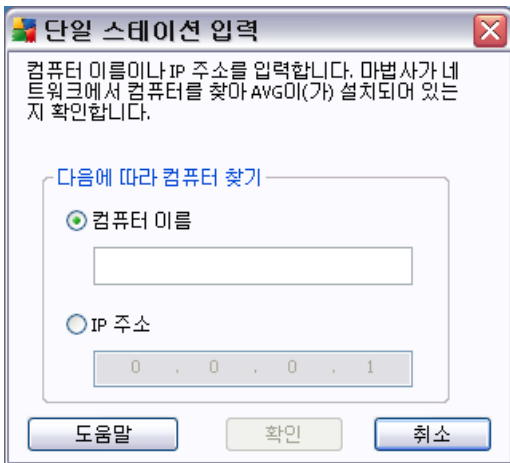 단일 스테이션 입력
컴퓨터 이름이나 IP 주소를 입력합니다. 마법사가 네
트워크에서 컴퓨터를 찾아 AVG이(가) 설치되어 있는
지 확인합니다.
다음에 따라 컴퓨터 찾기
컴퓨터 이름
IP 주소
0 . 0 . 0 . 1
도움말 확인 취소